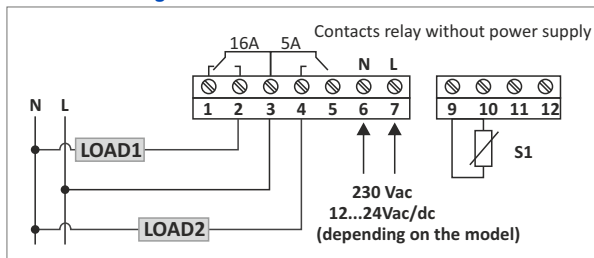 Contacts relay without power supply
16A 5A
N L
1 2 3 4 5 6 7 9 10 11 12
N L
LOAD1
S1
230 Vac
12...24Vac/dc
(depending on the model)
LOAD2